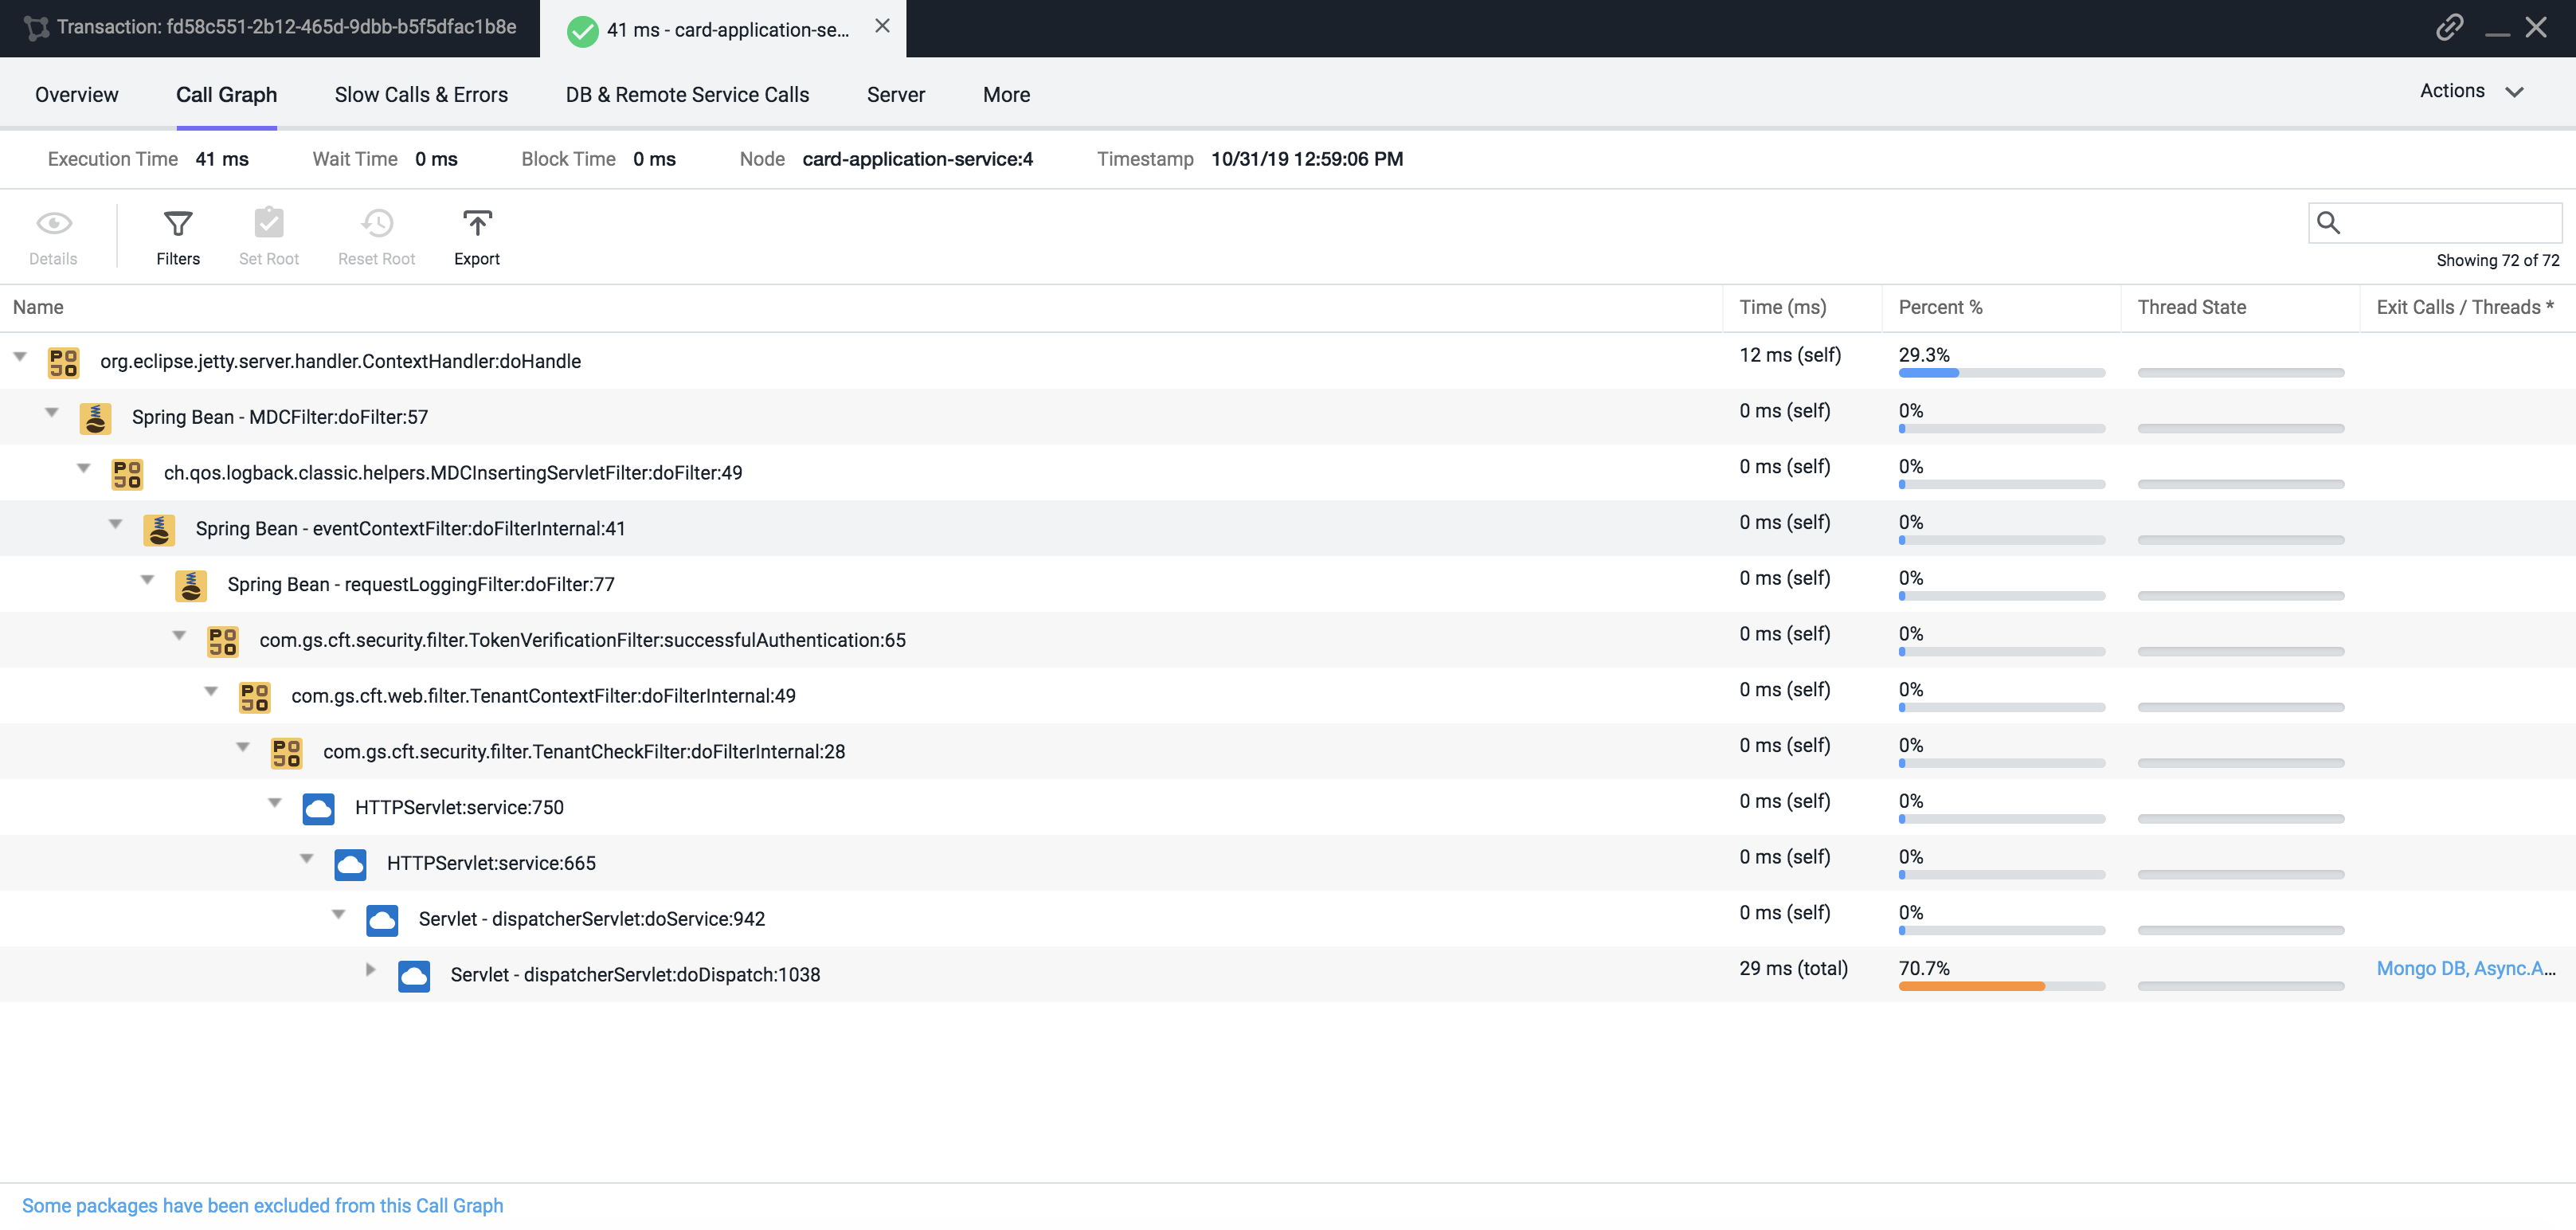 Transaction: fd58c551-2b12-465d-9dbb-b5f5dfac1b8e
41 ms - card-application-se...
Overview Call Graph Slow Calls & Errors DB & Remote Service Calls Server More Actions
Execution Time 41 ms Wait Time 0 ms Block Time 0 ms Node card-application-service:4 Timestamp 10/31/19 12:59:06 PM
Details Filters Set Root Reset Root Export
Showing 72 of 72
Name Time (ms) Percent % Thread State Exit Calls / Threads *
org.eclipse.jetty.server.handler.ContextHandler:doHandle 12 ms (self) 29.3%
Spring Bean - MDCFilter:doFilter:57 0 ms (self) 0%
ch.qos.logback.classic.helpers.MDCInsertingServletFilter:doFilter:49 0 ms (self) 0%
Spring Bean - eventContextFilter:doFilterInternal:41 0 ms (self) 0%
Spring Bean - requestLoggingFilter:doFilter:77 0 ms (self) 0%
com.gs.cft.security.filter.TokenVerificationFilter:successfulAuthentication:65 0 ms (self) 0%
com.gs.cft.web.filter.TenantContextFilter:doFilterInternal:49 0 ms (self) 0%
com.gs.cft.security.filter.TenantCheckFilter:doFilterInternal:28 0 ms (self) 0%
HTTPServlet:service:750 0 ms (self) 0%
HTTPServlet:service:665 0 ms (self) 0%
Servlet - dispatcherServlet:doService:942 0 ms (self) 0%
Servlet - dispatcherServlet:doDispatch:1038 29 ms (total) 70.7% Mongo DB, Async.A...
Some packages have been excluded from this Call Graph